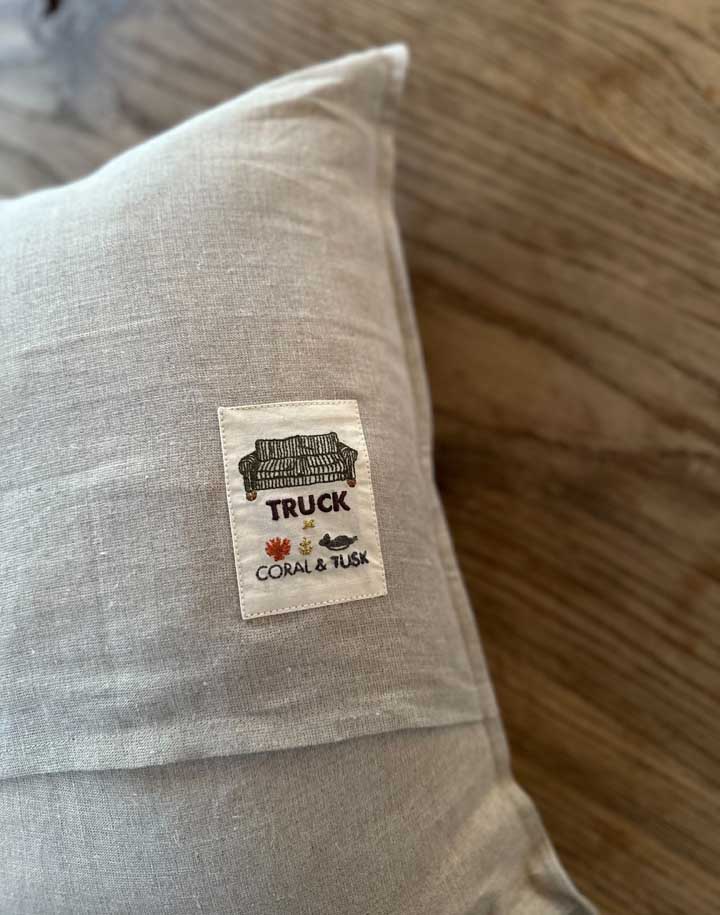 TRUCK
×
CORAL & TUSK